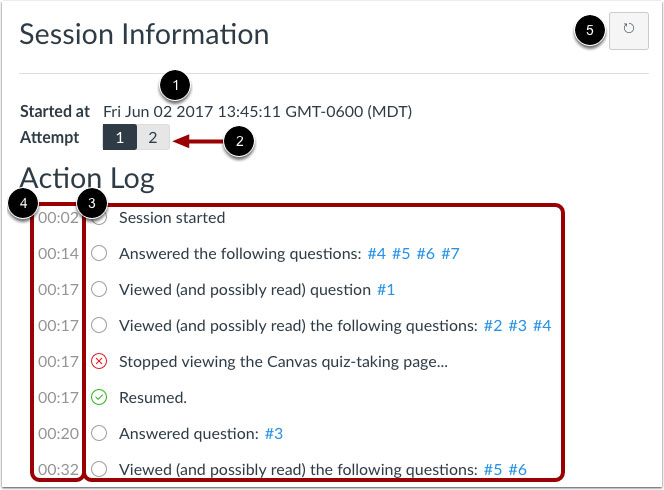 Session Information
5
1
Started at Fri Jun 02 2017 13:45:11 GMT-0600 (MDT)
Attempt 1 2
2
Action Log
4 3
00:02 Session started
00:14 Answered the following questions: #4 #5 #6 #7
00:17 Viewed (and possibly read) question #1
00:17 Viewed (and possibly read) the following questions: #2 #3 #4
00:17 Stopped viewing the Canvas quiz-taking page...
00:17 Resumed.
00:20 Answered question: #3
00:32 Viewed (and possibly read) the following questions: #5 #6